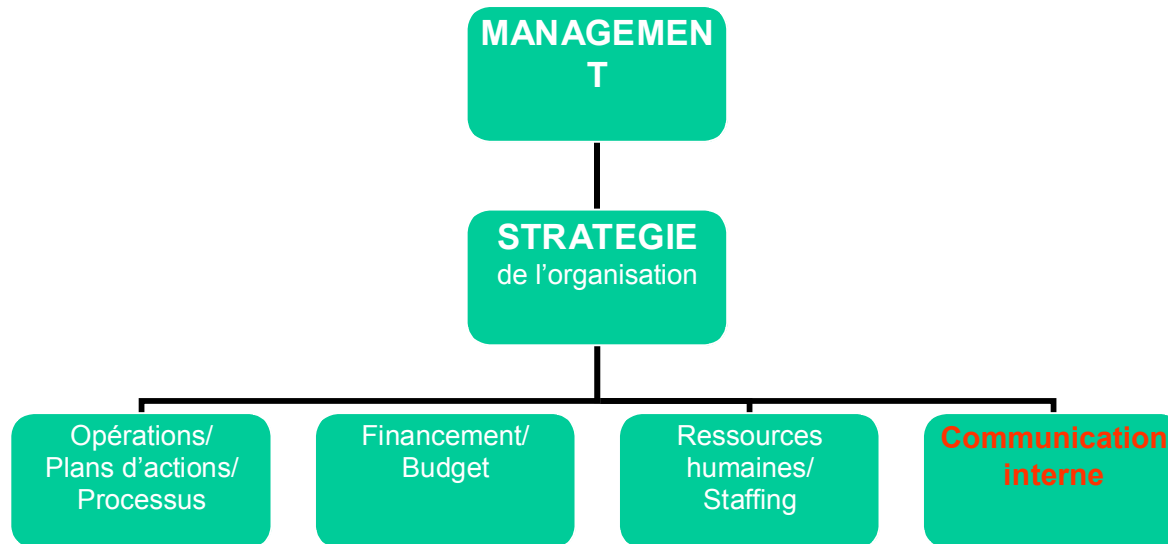 MANAGEMEN
T
STRATEGIE
de l’organisation
Opérations/
Plans d’actions/
Processus
Financement/
Budget
Ressources
humaines/
Staffing
Communication
interne